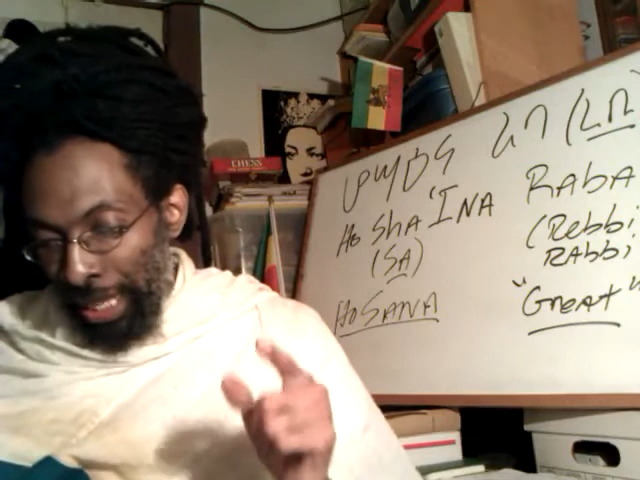 CHESS
ሆሣዕና
Ho Sha'INA RABA
(SA) (Rebbi,
RAbbi
HoSANA "Great"